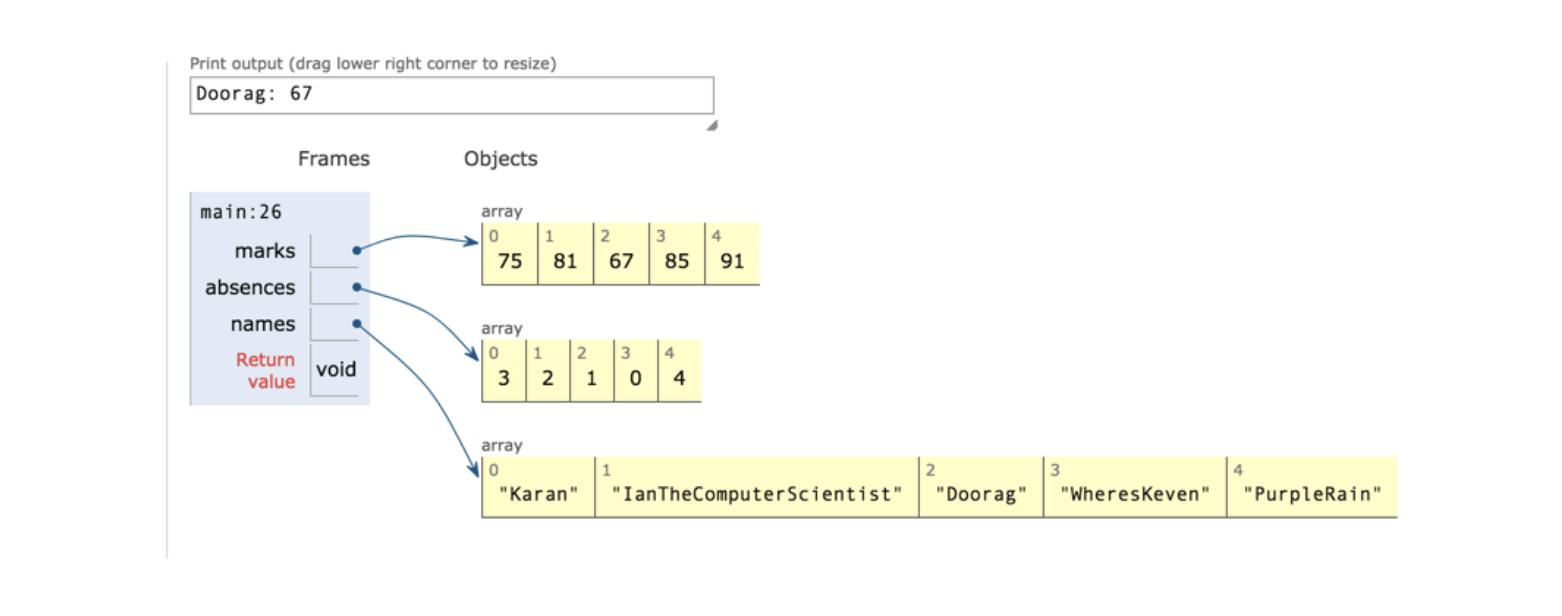 Print output (drag lower right corner to resize)
Doorag: 67
Frames Objects
main:26
marks
absences
names
Return
value
void
array
0 1 2 3 4
75 81 67 85 91
array
0 1 2 3 4
3 2 1 0 4
array
0 1 2 3 4
"Karan" "IanTheComputerScientist" "Doorag" "WheresKeven" "PurpleRain"